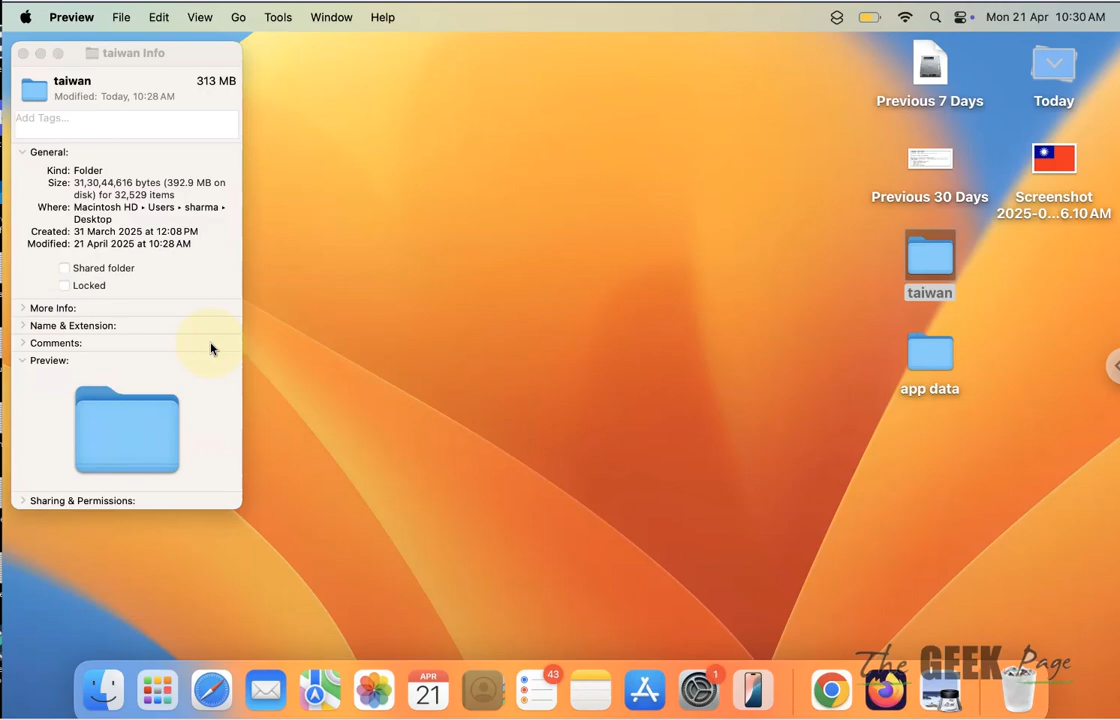 Preview File Edit View Go Tools Window Help Mon 21 Apr 10:30 AM
taiwan Info
taiwan 313 MB
Modified: Today, 10:28 AM
Add Tags...
General:
Kind: Folder
Size: 31,30,44,616 bytes (392.9 MB on
disk) for 32,529 items
Where: Macintosh HD ▸ Users ▸ sharma ▸
Desktop
Created: 31 March 2025 at 12:08 PM
Modified: 21 April 2025 at 10:28 AM
Shared folder
Locked
More Info:
Name & Extension:
Comments:
Preview:
Sharing & Permissions:
Previous 7 Days
Today
Previous 30 Days
Screenshot
2025-0...6.10 AM
taiwan
app data
The GEEK Page
APR
21
43
1